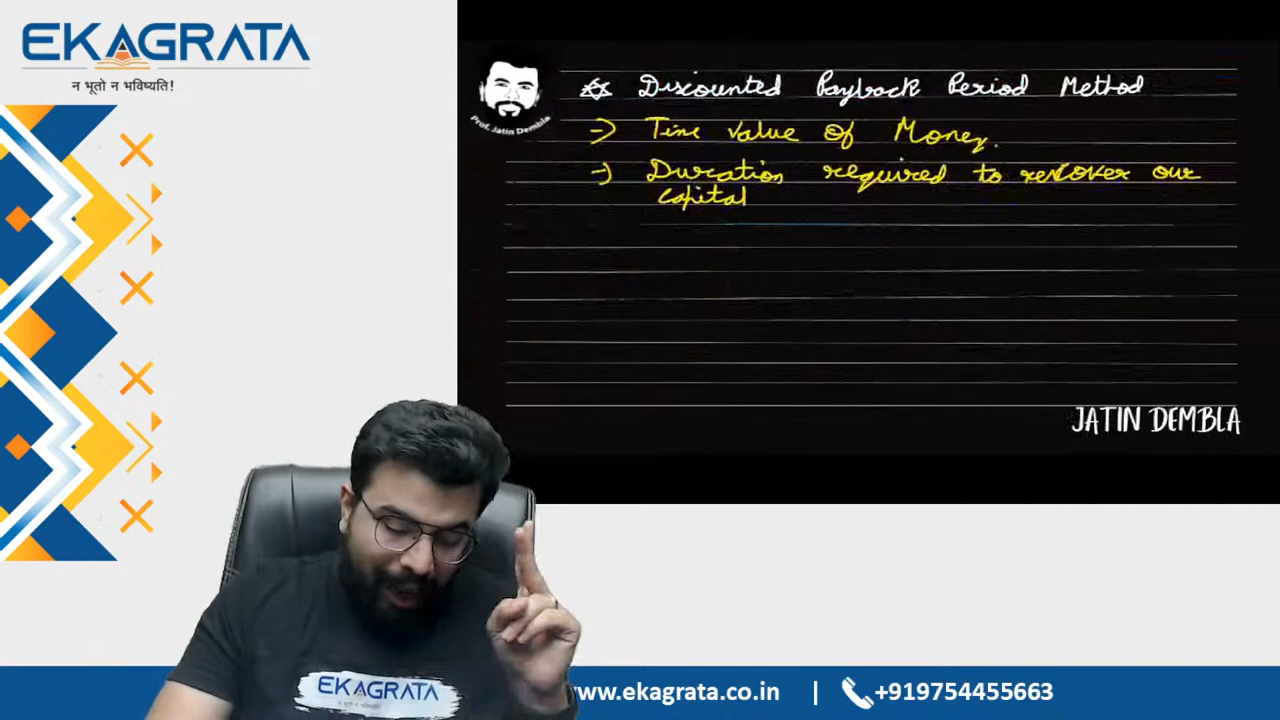 EKAGRATA
न भूतो न भविष्यति!
Prof. Jatin Dembla
Discounted Payback Period Method
→ Time value of Money.
→ Duration required to recover our
capital
JATIN DEMBLA
EKAGRATA
www.ekagrata.co.in | +919754455663